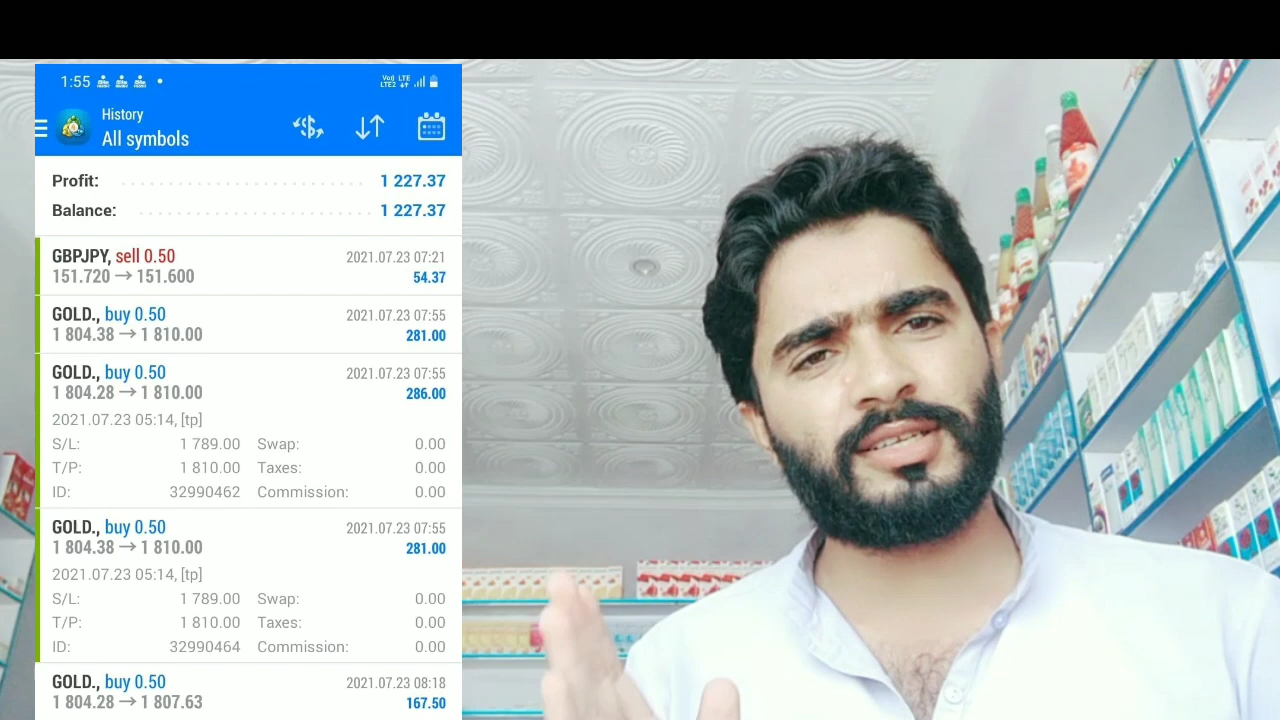 1:55
Voº) LTE
LTE2
History
All symbols
Profit: 1 227.37
Balance: 1 227.37
GBPJPY, sell 0.50 2021.07.23 07:21
151.720 → 151.600 54.37
GOLD., buy 0.50 2021.07.23 07:55
1 804.38 → 1 810.00 281.00
GOLD., buy 0.50 2021.07.23 07:55
1 804.28 → 1 810.00 286.00
2021.07.23 05:14, [tp]
S/L: 1 789.00 Swap: 0.00
T/P: 1 810.00 Taxes: 0.00
ID: 32990462 Commission: 0.00
GOLD., buy 0.50 2021.07.23 07:55
1 804.38 → 1 810.00 281.00
2021.07.23 05:14, [tp]
S/L: 1 789.00 Swap: 0.00
T/P: 1 810.00 Taxes: 0.00
ID: 32990464 Commission: 0.00
GOLD., buy 0.50 2021.07.23 08:18
1 804.28 → 1 807.63 167.50